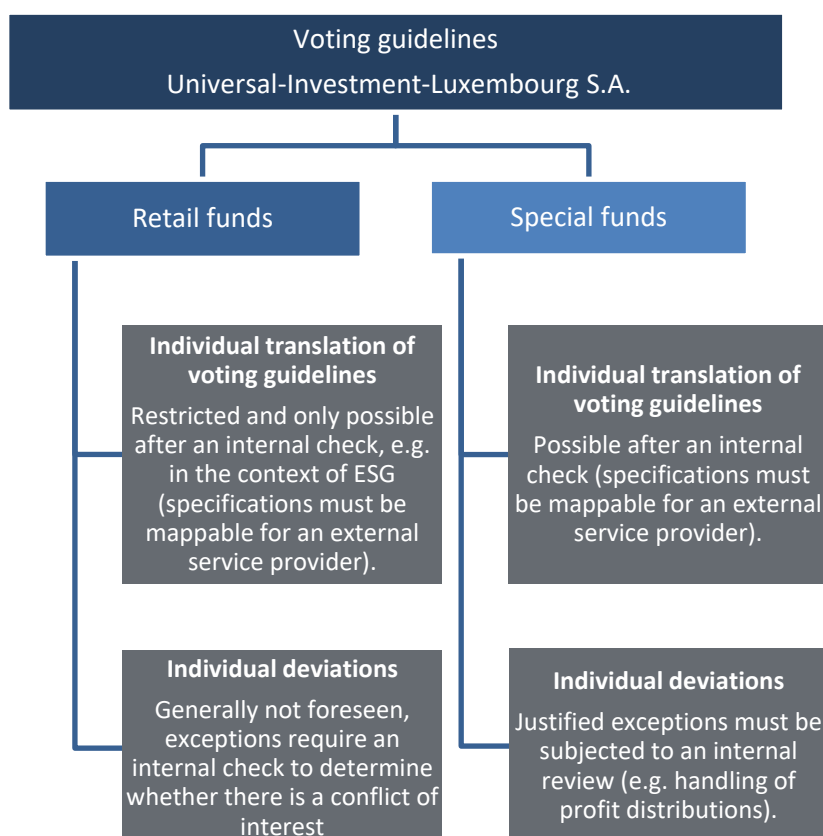 Voting guidelines
Universal-Investment-Luxembourg S.A.
Retail funds
Special funds
Individual translation of
voting guidelines
Restricted and only possible
after an internal check, e.g.
in the context of ESG
(specifications must be
mappable for an external
service provider).
Individual translation of
voting guidelines
Possible after an internal
check (specifications must
be mappable for an external
service provider).
Individual deviations
Generally not foreseen,
exceptions require an
internal check to determine
whether there is a conflict of
interest
Individual deviations
Justified exceptions must be
subjected to an internal
review (e.g. handling of
profit distributions).